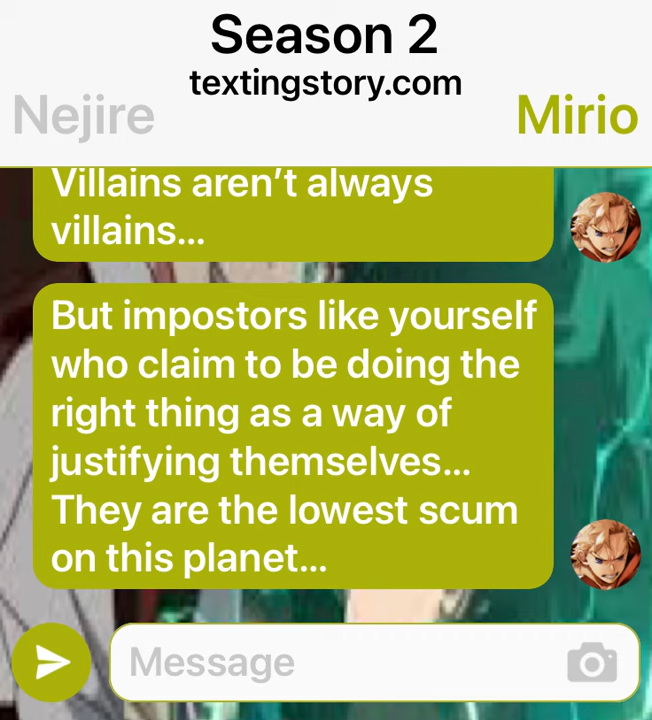 Season 2
textingstory.com
Nejire
Mirio
Villains aren't always
villains...
But impostors like yourself
who claim to be doing the
right thing as a way of
justifying themselves...
They are the lowest scum
on this planet...
Message